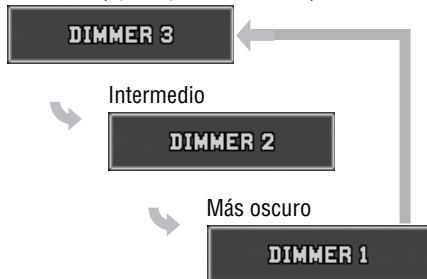 DIMMER 3
Intermedio
DIMMER 2
Más oscuro
DIMMER 1